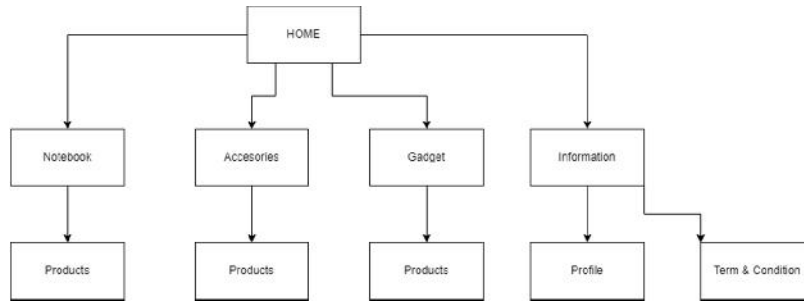 HOME
Notebook
Accesories
Gadget
Information
Products
Products
Products
Profile
Term & Condition